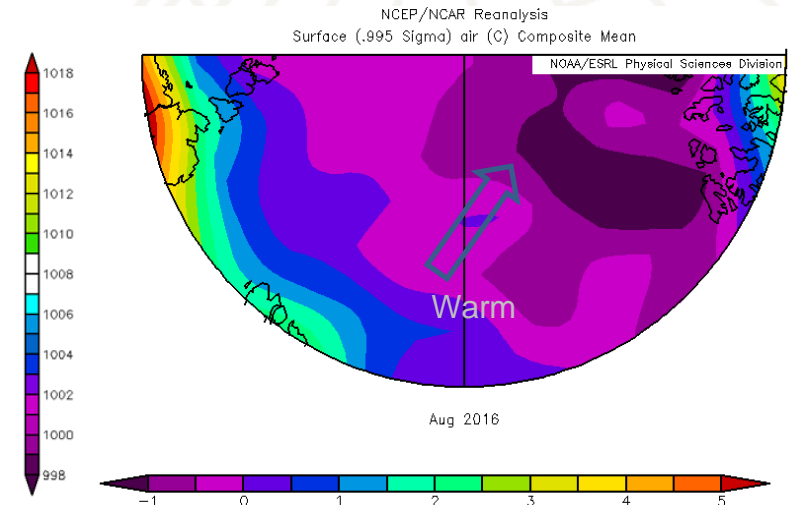 NCEP/NCAR Reanalysis
Surface (.995 Sigma) air (C) Composite Mean
NOAA/ESRL Physical Sciences Division
1018
1016
1014
1012
1010
1008
1006
1004
1002
1000
998
Warm
Aug 2016
-1 0 1 2 3 4 5